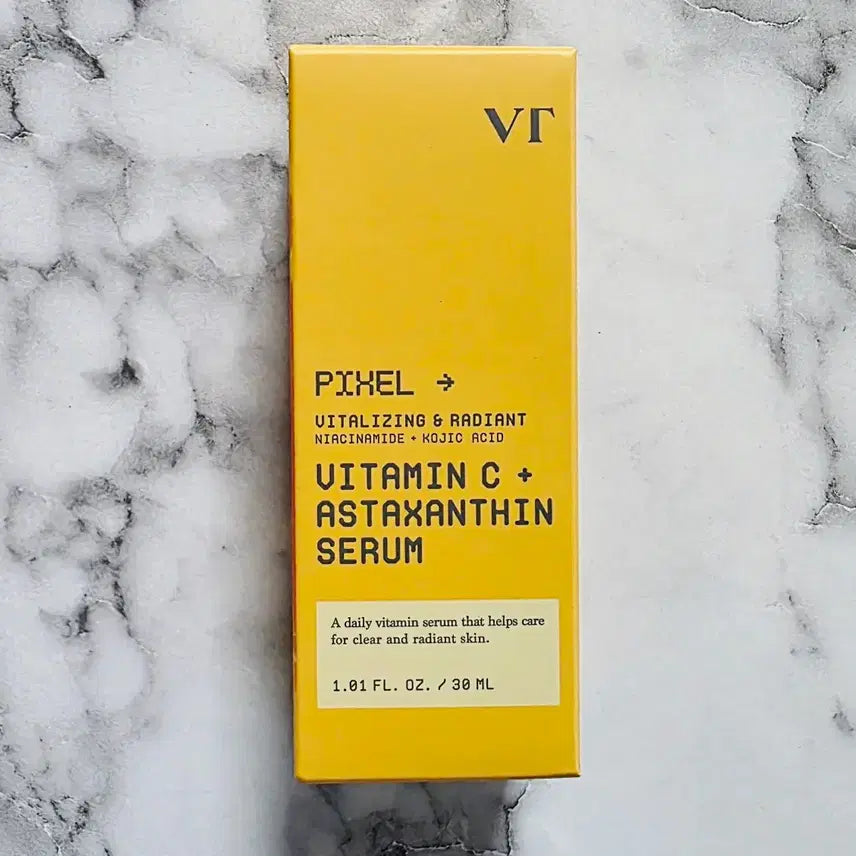 VT
PIXEL →
VITALIZING & RADIANT
NIACINAMIDE + KOJIC ACID
VITAMIN C +
ASTAXANTHIN
SERUM
A daily vitamin serum that helps care
for clear and radiant skin.
1.01 FL. OZ. / 30 ML